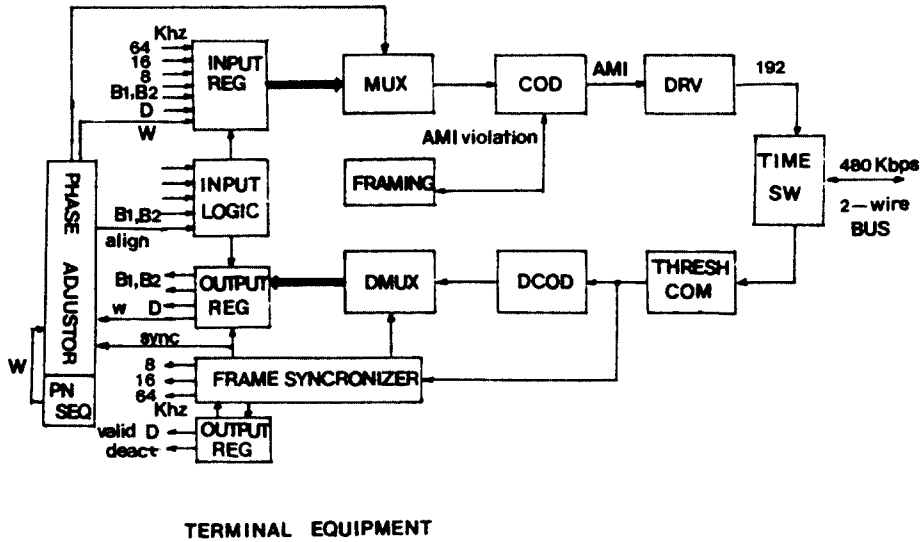 Khz
64
16
8
B1,B2
D
W
INPUT
REG
MUX
COD
AMI
DRV
192
AMI violation
FRAMING
TIME
SW
480 Kbps
2-wire
BUS
INPUT
LOGIC
B1,B2
align
PHASE ADJUSTOR
B1,B2
D
w
OUTPUT
REG
DMUX
DCOD
THRESH
COM
sync
W
PN
SEQ
8
16
64
Khz
FRAME SYNCRONIZER
valid D
deact
OUTPUT
REG
TERMINAL EQUIPMENT